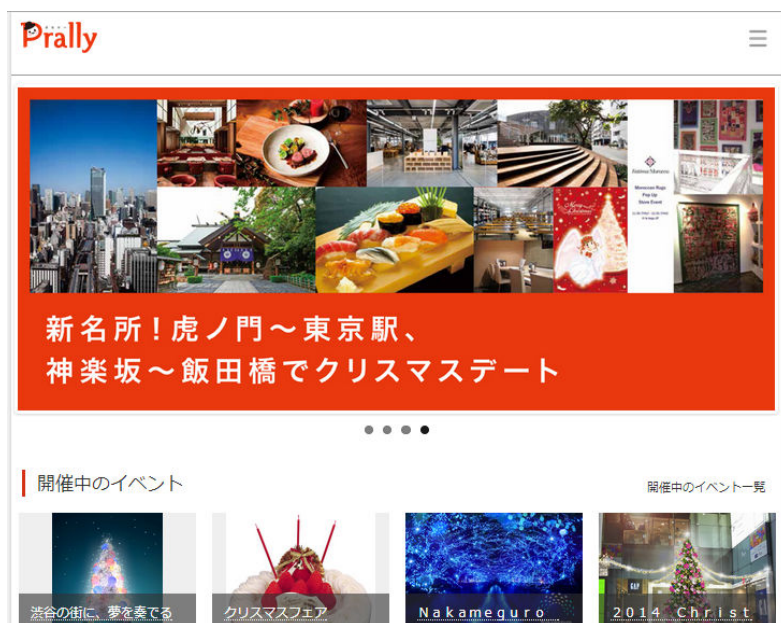 Prally
新名所！虎ノ門～東京駅、
神楽坂～飯田橋でクリスマスデート
開催中のイベント
開催中のイベント一覧
渋谷の街に、夢を奏でる
クリスマスフェア
Nakameguro
2014 Christ
GAP